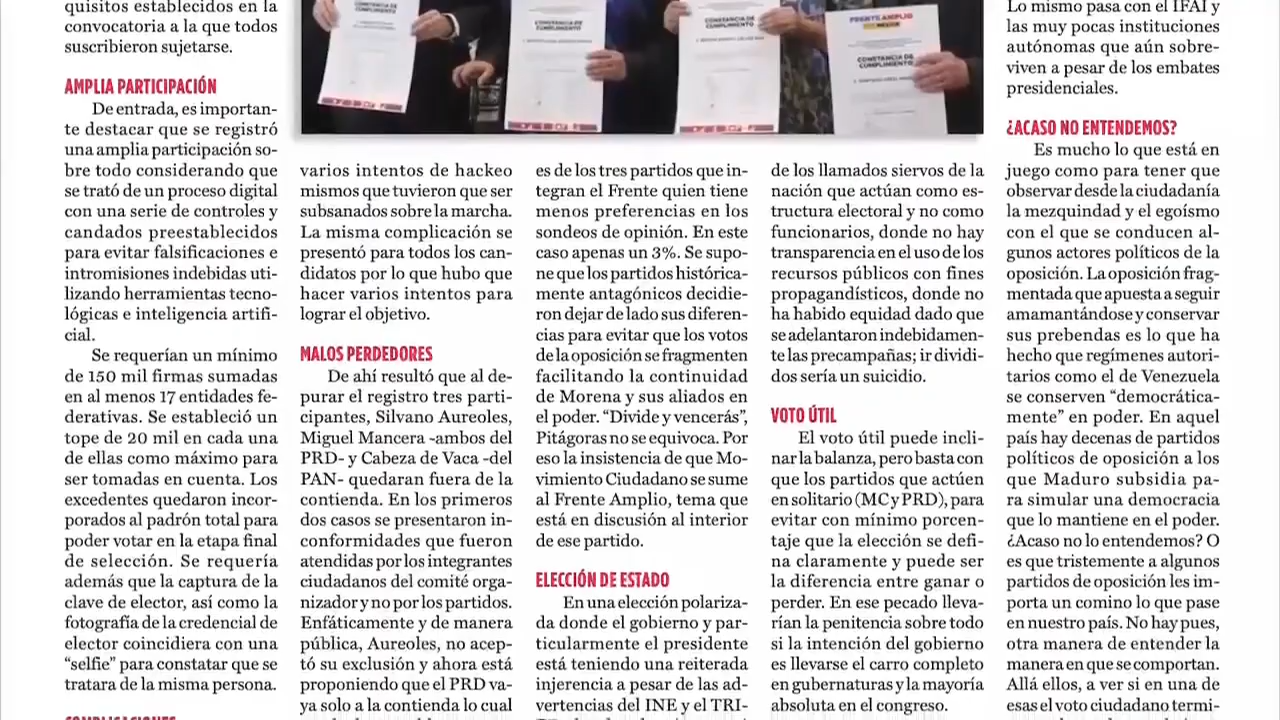 quisitos establecidos en la
convocatoria a la que todos
suscribieron sujetarse.
AMPLIA PARTICIPACIÓN
De entrada, es importan-
te destacar que se registró
una amplia participación so-
bre todo considerando que
se trató de un proceso digital
con una serie de controles y
candados preestablecidos
para evitar falsificaciones e
intromisiones indebidas uti-
lizando herramientas tecno-
lógicas e inteligencia artifi-
cial.
Se requerían un mínimo
de 150 mil firmas sumadas
en al menos 17 entidades fe-
derativas. Se estableció un
tope de 20 mil en cada una
de ellas como máximo para
ser tomadas en cuenta. Los
excedentes quedaron incor-
porados al padrón total para
poder votar en la etapa final
de selección. Se requería
además que la captura de la
clave de elector, así como la
fotografía de la credencial de
elector coincidiera con una
“selfie” para constatar que se
tratara de la misma persona.
COMPLICACIONES
CONSTANCIA DE
CUMPLIMIENTO
CONSTANCIA DE
CUMPLIMIENTO
CONSTANCIA DE
CUMPLIMIENTO
FRENTE AMPLIO
POR MÉXICO
CONSTANCIA DE
CUMPLIMIENTO
varios intentos de hackeo
mismos que tuvieron que ser
subsanados sobre la marcha.
La misma complicación se
presentó para todos los can-
didatos por lo que hubo que
hacer varios intentos para
lograr el objetivo.
MALOS PERDEDORES
De ahí resultó que al de-
purar el registro tres parti-
cipantes, Silvano Aureoles,
Miguel Mancera -ambos del
PRD- y Cabeza de Vaca -del
PAN- quedaran fuera de la
contienda. En los primeros
dos casos se presentaron in-
conformidades que fueron
atendidas por los integrantes
ciudadanos del comité orga-
nizador y no por los partidos.
Enfáticamente y de manera
pública, Aureoles, no acep-
tó su exclusión y ahora está
proponiendo que el PRD va-
ya solo a la contienda lo cual
es de los tres partidos que in-
tegran el Frente quien tiene
menos preferencias en los
sondeos de opinión. En este
caso apenas un 3%. Se supo-
ne que los partidos histórica-
mente antagónicos decidie-
ron dejar de lado sus diferen-
cias para evitar que los votos
de la oposición se fragmenten
facilitando la continuidad
de Morena y sus aliados en
el poder. “Divide y vencerás”,
Pitágoras no se equivoca. Por
eso la insistencia de que Mo-
vimiento Ciudadano se sume
al Frente Amplio, tema que
está en discusión al interior
de ese partido.
ELECCIÓN DE ESTADO
En una elección polariza-
da donde el gobierno y par-
ticularmente el presidente
está teniendo una reiterada
injerencia a pesar de las ad-
vertencias del INE y el TRI-
de los llamados siervos de la
nación que actúan como es-
tructura electoral y no como
funcionarios, donde no hay
transparencia en el uso de los
recursos públicos con fines
propagandísticos, donde no
ha habido equidad dado que
se adelantaron indebidamen-
te las precampañas; ir dividi-
dos sería un suicidio.
VOTO ÚTIL
El voto útil puede incli-
nar la balanza, pero basta con
que los partidos que actúen
en solitario (MC y PRD), para
evitar con mínimo porcen-
taje que la elección se defi-
na claramente y puede ser
la diferencia entre ganar o
perder. En ese pecado lleva-
rían la penitencia sobre todo
si la intención del gobierno
es llevarse el carro completo
en gubernaturas y la mayoría
absoluta en el congreso.
Lo mismo pasa con el IFAI y
las muy pocas instituciones
autónomas que aún sobre-
viven a pesar de los embates
presidenciales.
¿ACASO NO ENTENDEMOS?
Es mucho lo que está en
juego como para tener que
observar desde la ciudadanía
la mezquindad y el egoísmo
con el que se conducen al-
gunos actores políticos de la
oposición. La oposición frag-
mentada que apuesta a seguir
amamantándose y conservar
sus prebendas es lo que ha
hecho que regímenes autori-
tarios como el de Venezuela
se conserven “democrática-
mente” en poder. En aquel
país hay decenas de partidos
políticos de oposición a los
que Maduro subsidia pa-
ra simular una democracia
que lo mantiene en el poder.
¿Acaso no lo entendemos? O
es que tristemente a algunos
partidos de oposición les im-
porta un comino lo que pase
en nuestro país. No hay pues,
otra manera de entender la
manera en que se comportan.
Allá ellos, a ver si en una de
esas el voto ciudadano termi-